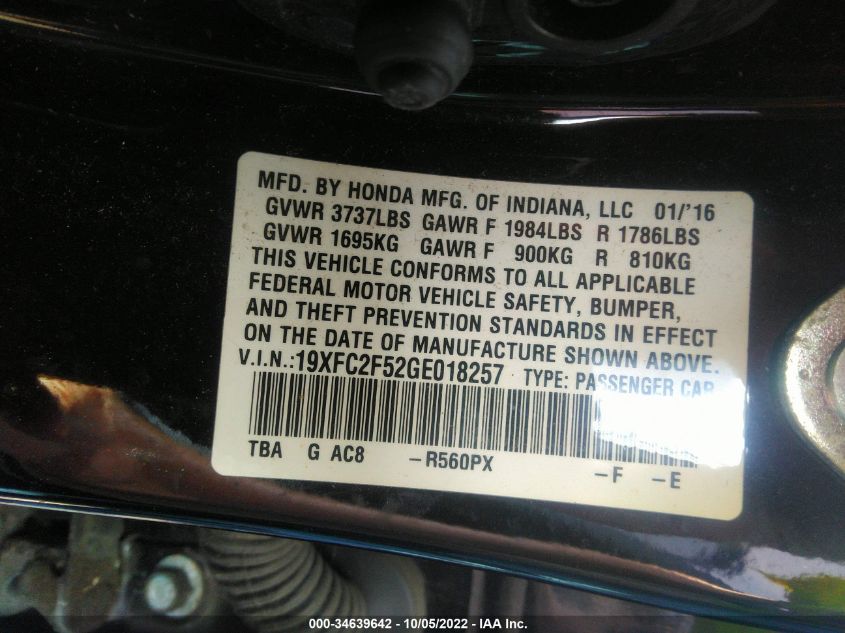 MFD. BY HONDA MFG. OF INDIANA, LLC 01/'16
GVWR 3737LBS GAWR F 1984LBS R 1786LBS
GVWR 1695KG GAWR F 900KG R 810KG
THIS VEHICLE CONFORMS TO ALL APPLICABLE
FEDERAL MOTOR VEHICLE SAFETY, BUMPER,
AND THEFT PREVENTION STANDARDS IN EFFECT
ON THE DATE OF MANUFACTURE SHOWN ABOVE.
V.I.N.:19XFC2F52GE018257 TYPE: PASSENGER CAR
TBA G AC8 –R560PX –F –E
000-34639642 - 10/05/2022 - IAA Inc.